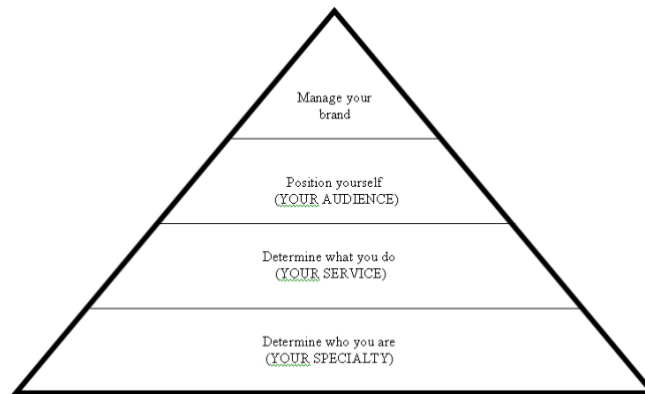 Manage your
brand
Position yourself
(YOUR AUDIENCE)
Determine what you do
(YOUR SERVICE)
Determine who you are
(YOUR SPECIALTY)